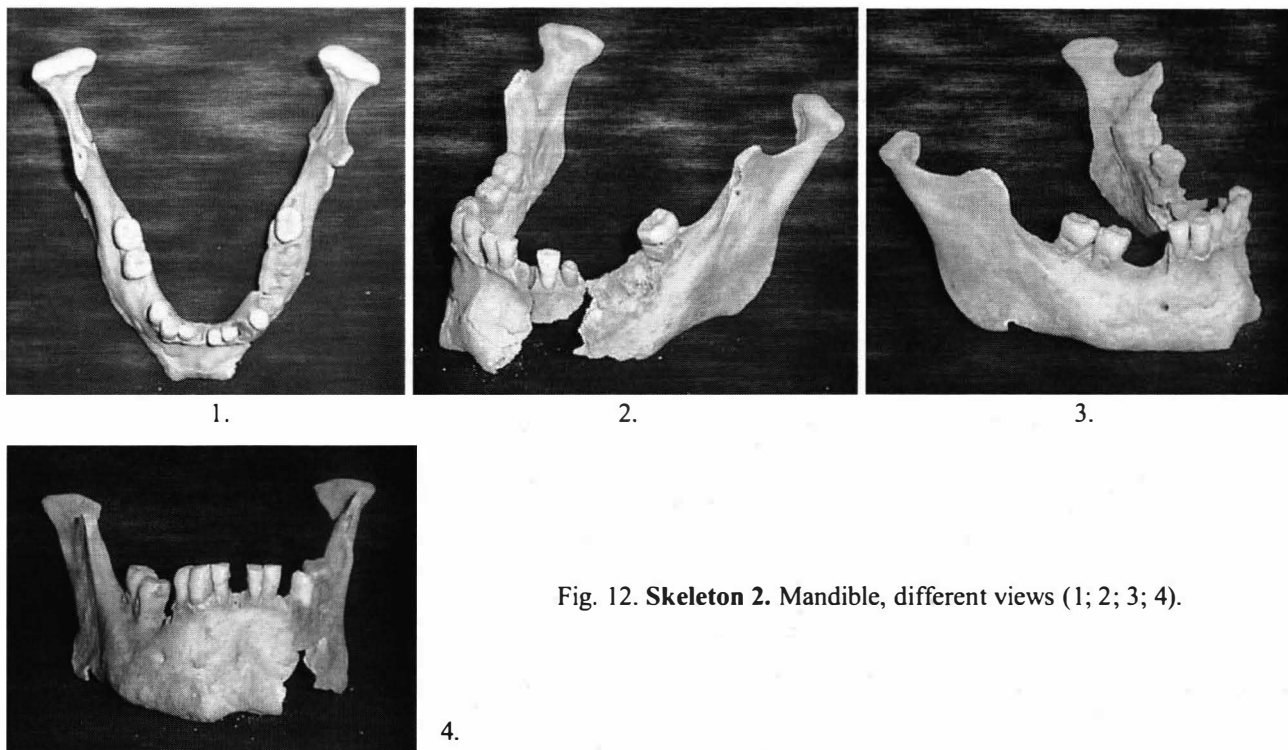 1.
2.
3.
Fig. 12. Skeleton 2. Mandible, different views (1; 2; 3; 4).
4.